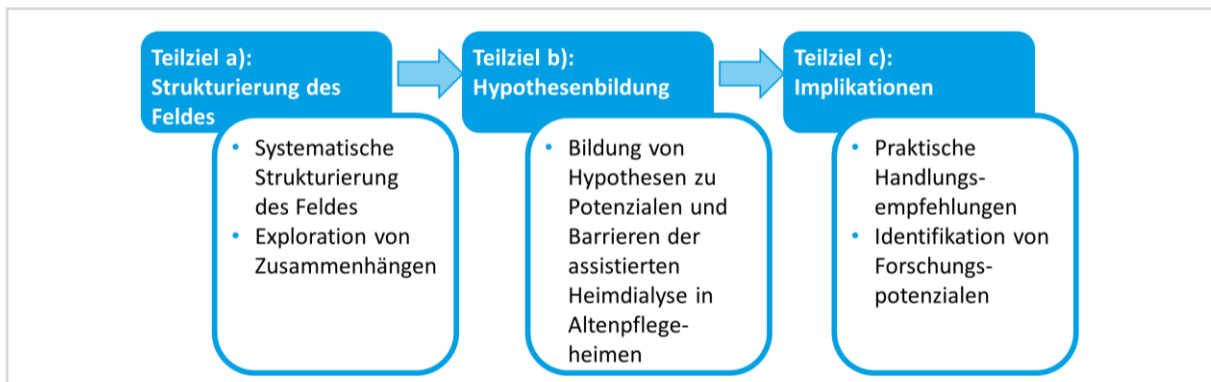 Teilziel a):
Strukturierung des
Feldes
• Systematische
Strukturierung
des Feldes
• Exploration von
Zusammenhängen
Teilziel b):
Hypothesenbildung
• Bildung von
Hypothesen zu
Potenzialen und
Barrieren der
assistierten
Heimdialyse in
Altenpflege-
heimen
Teilziel c):
Implikationen
• Praktische
Handlungs-
empfehlungen
• Identifikation von
Forschungs-
potenzialen